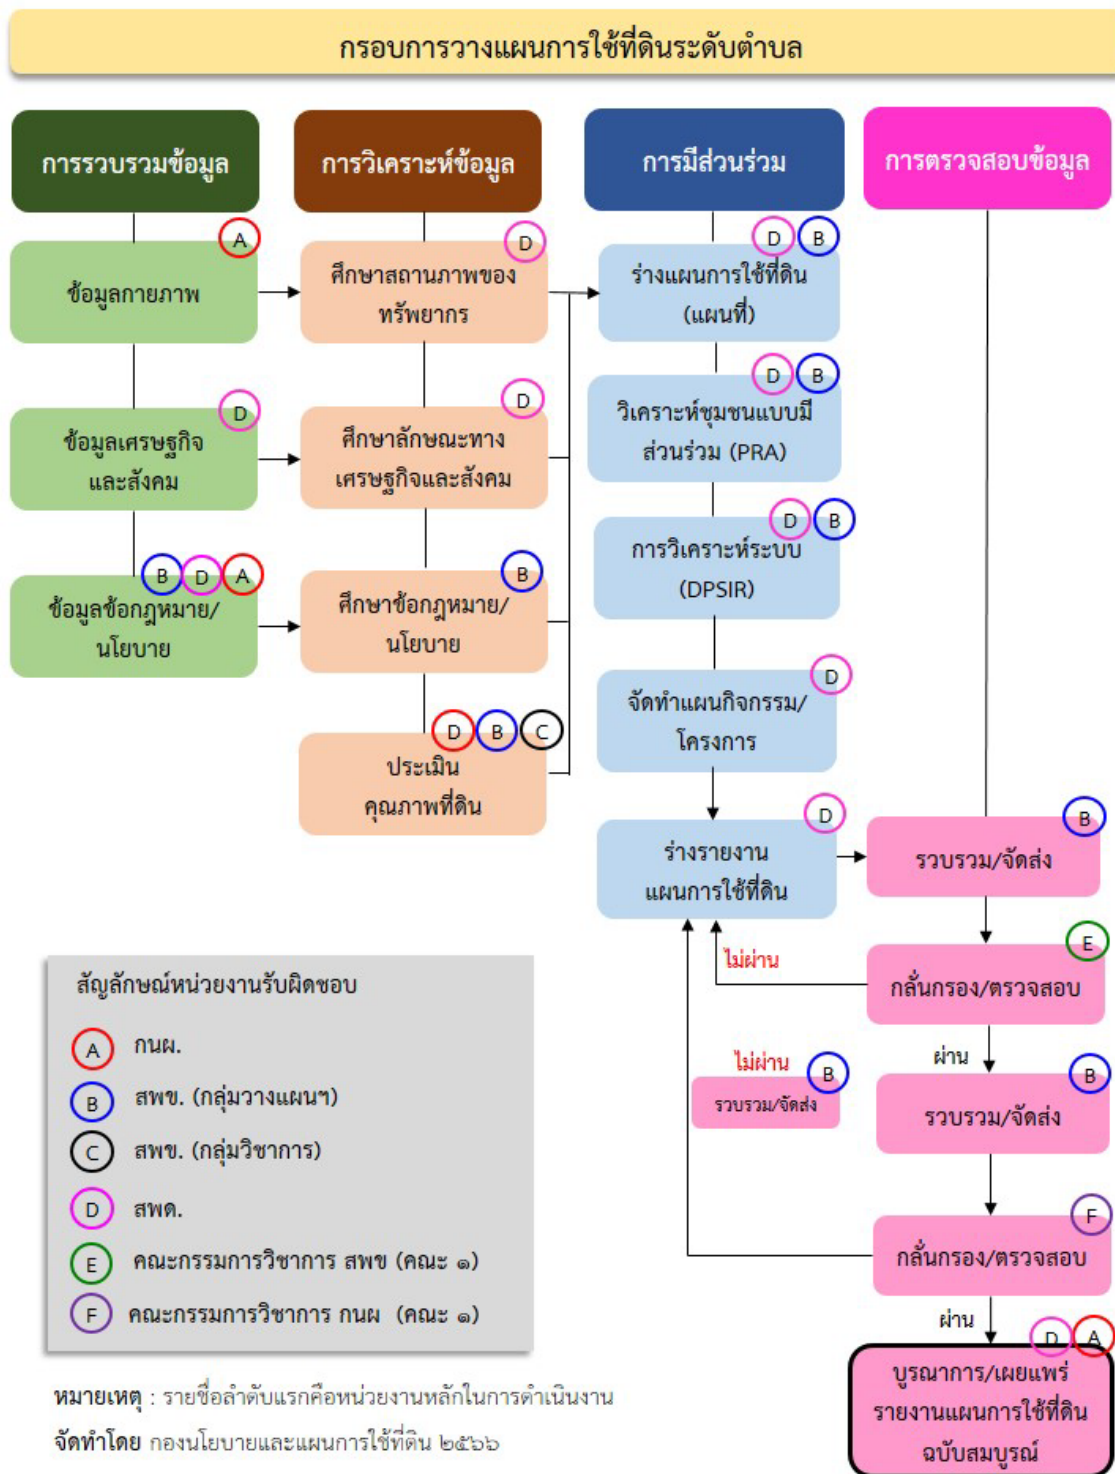 กรอบการวางแผนการใช้ที่ดินระดับตำบล
การรวบรวมข้อมูล
การวิเคราะห์ข้อมูล
การมีส่วนร่วม
การตรวจสอบข้อมูล
A
ข้อมูลกายภาพ
D
ศึกษาสถานภาพของ
ทรัพยากร
D B
ร่างแผนการใช้ที่ดิน
(แผนที่)
D
ข้อมูลเศรษฐกิจ
และสังคม
D
ศึกษาลักษณะทาง
เศรษฐกิจและสังคม
D B
วิเคราะห์ชุมชนแบบมี
ส่วนร่วม (PRA)
D B
การวิเคราะห์ระบบ
(DPSIR)
B D A
ข้อมูลข้อกฎหมาย/
นโยบาย
B
ศึกษาข้อกฎหมาย/
นโยบาย
D
จัดทำแผนกิจกรรม/
โครงการ
D B C
ประเมิน
คุณภาพที่ดิน
D
ร่างรายงาน
แผนการใช้ที่ดิน
B
รวบรวม/จัดส่ง
E
กลั่นกรอง/ตรวจสอบ
ไม่ผ่าน
ผ่าน
B
รวบรวม/จัดส่ง
ไม่ผ่าน
B
รวบรวม/จัดส่ง
F
กลั่นกรอง/ตรวจสอบ
ผ่าน
D A
บูรณาการ/เผยแพร่
รายงานแผนการใช้ที่ดิน
ฉบับสมบูรณ์
สัญลักษณ์หน่วยงานรับผิดชอบ
A กนผ.
B สพข. (กลุ่มวางแผนฯ)
C สพข. (กลุ่มวิชาการ)
D สพด.
E คณะกรรมการวิชาการ สพข (คณะ ๑)
F คณะกรรมการวิชาการ กนผ (คณะ ๑)
หมายเหตุ : รายชื่อลำดับแรกคือหน่วยงานหลักในการดำเนินงาน
จัดทำโดย กองนโยบายและแผนการใช้ที่ดิน ๒๕๖๖